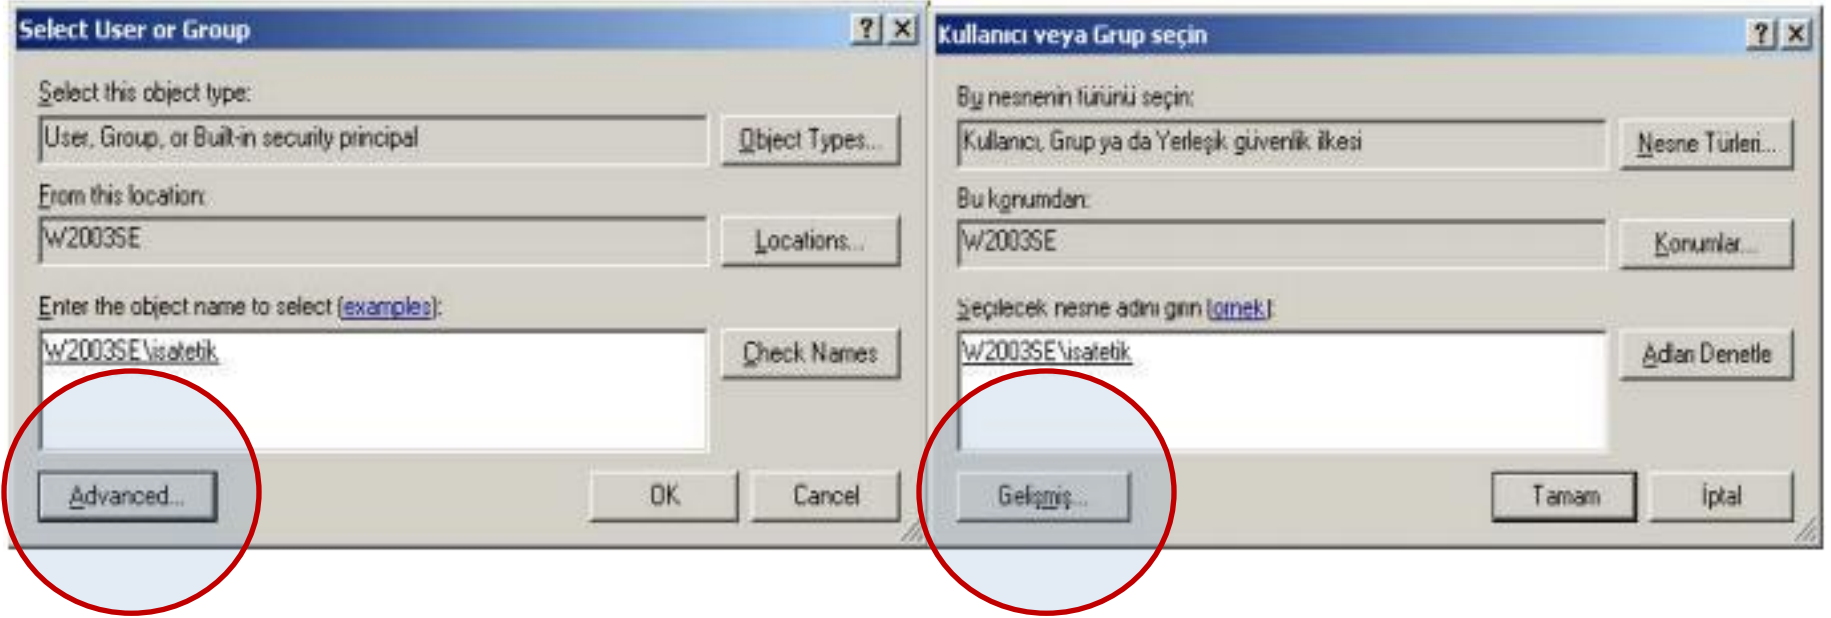 Select User or Group
Select this object type:
User, Group, or Built-in security principal
Object Types...
From this location:
W2003SE
Locations...
Enter the object name to select (examples):
W2003SE\isatetik
Check Names
Advanced...
OK
Cancel
Kullanıcı veya Grup seçin
Bu nesnenin türünü seçin:
Kullanıcı, Grup ya da Yerleşik güvenlik ilkesi
Nesne Türleri...
Bu konumdan:
W2003SE
Konumlar...
Seçilecek nesne adını girin (örnek):
W2003SE\isatetik
Adları Denetle
Gelişmiş...
Tamam
İptal